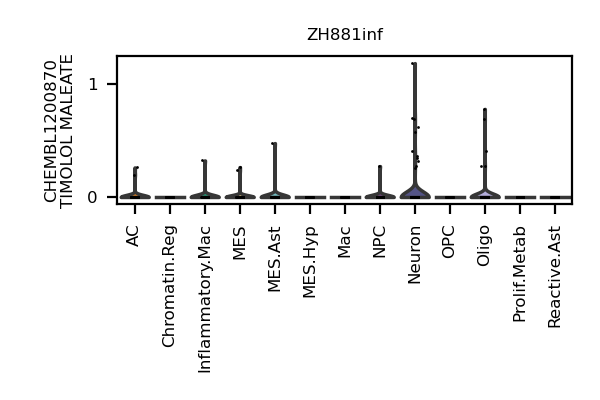 ZH881inf
CHEMBL1200870
TIMOLOL MALEATE
1
0
AC
Chromatin.Reg
Inflammatory.Mac
MES
MES.Ast
MES.Hyp
Mac
NPC
Neuron
OPC
Oligo
Prolif.Metab
Reactive.Ast